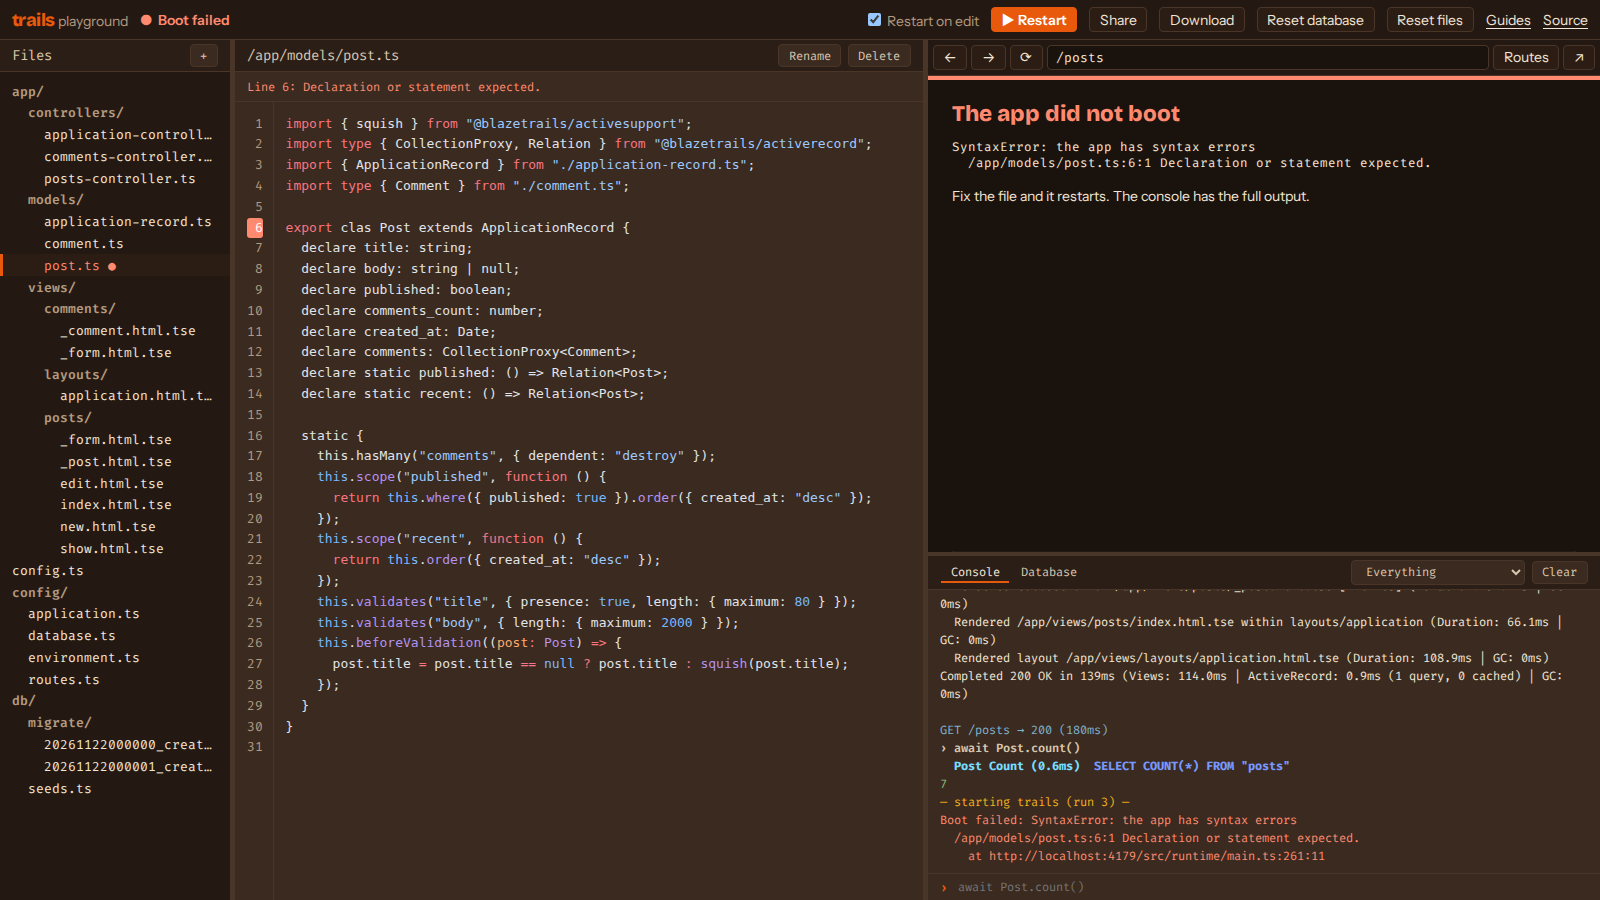 trails playground
Boot failed
Restart on edit
▶ Restart
Share
Download
Reset database
Reset files
Guides
Source
Files
+
app/
controllers/
application-controll…
comments-controller.…
posts-controller.ts
models/
application-record.ts
comment.ts
post.ts
views/
comments/
_comment.html.tse
_form.html.tse
layouts/
application.html.t…
posts/
_form.html.tse
_post.html.tse
edit.html.tse
index.html.tse
new.html.tse
show.html.tse
config.ts
config/
application.ts
database.ts
environment.ts
routes.ts
db/
migrate/
20261122000000_creat…
20261122000001_creat…
seeds.ts
/app/models/post.ts
Rename
Delete
Line 6: Declaration or statement expected.
1 import { squish } from "@blazetrails/activesupport";
2 import type { CollectionProxy, Relation } from "@blazetrails/activerecord";
3 import { ApplicationRecord } from "./application-record.ts";
4 import type { Comment } from "./comment.ts";
5
6 export clas Post extends ApplicationRecord {
7 declare title: string;
8 declare body: string | null;
9 declare published: boolean;
10 declare comments_count: number;
11 declare created_at: Date;
12 declare comments: CollectionProxy<Comment>;
13 declare static published: () => Relation<Post>;
14 declare static recent: () => Relation<Post>;
15
16 static {
17 this.hasMany("comments", { dependent: "destroy" });
18 this.scope("published", function () {
19 return this.where({ published: true }).order({ created_at: "desc" });
20 });
21 this.scope("recent", function () {
22 return this.order({ created_at: "desc" });
23 });
24 this.validates("title", { presence: true, length: { maximum: 80 } });
25 this.validates("body", { length: { maximum: 2000 } });
26 this.beforeValidation((post: Post) => {
27 post.title = post.title == null ? post.title : squish(post.title);
28 });
29 }
30 }
31
← → ⟳ /posts
Routes
↗
The app did not boot
SyntaxError: the app has syntax errors
/app/models/post.ts:6:1 Declaration or statement expected.
Fix the file and it restarts. The console has the full output.
Console
Database
Everything
Clear
0ms)
Rendered /app/views/posts/index.html.tse within layouts/application (Duration: 66.1ms |
GC: 0ms)
Rendered layout /app/views/layouts/application.html.tse (Duration: 108.9ms | GC: 0ms)
Completed 200 OK in 139ms (Views: 114.0ms | ActiveRecord: 0.9ms (1 query, 0 cached) | GC:
0ms)
GET /posts → 200 (180ms)
› await Post.count()
Post Count (0.6ms) SELECT COUNT(*) FROM "posts"
7
— starting trails (run 3) —
Boot failed: SyntaxError: the app has syntax errors
/app/models/post.ts:6:1 Declaration or statement expected.
at http://localhost:4179/src/runtime/main.ts:261:11
› await Post.count()